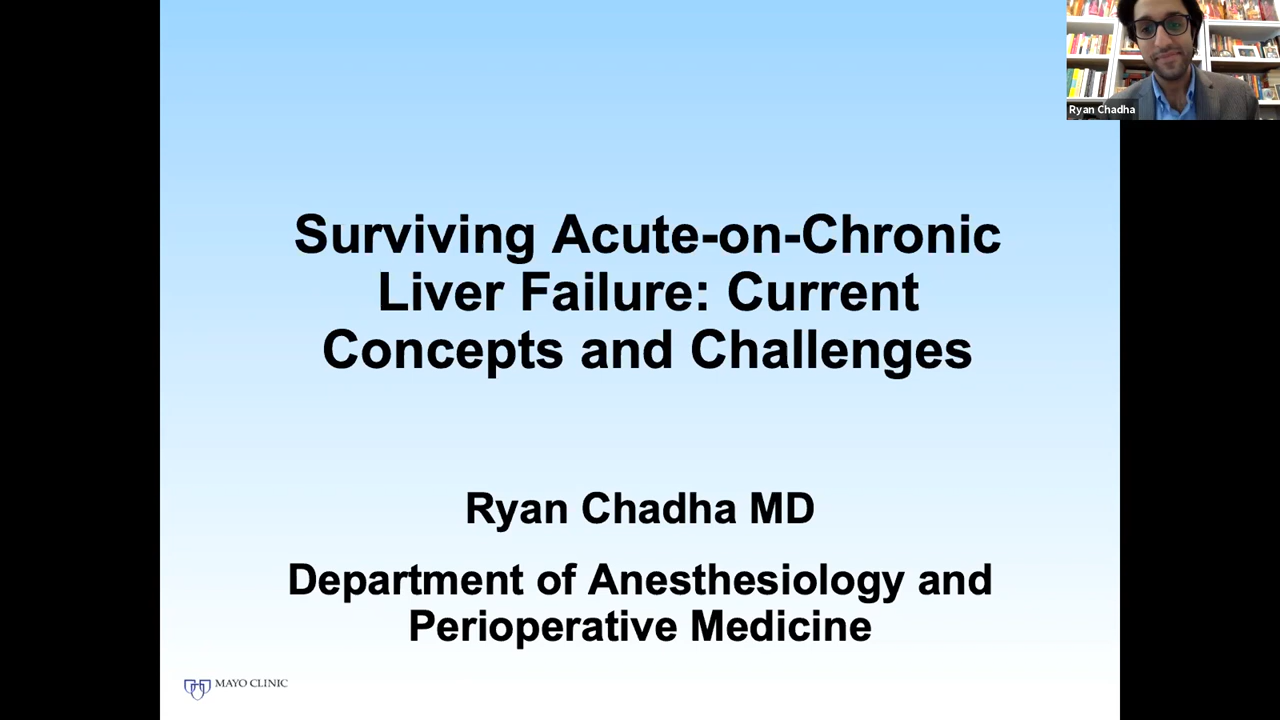 Ryan Chadha
Surviving Acute-on-Chronic
Liver Failure: Current
Concepts and Challenges
Ryan Chadha MD
Department of Anesthesiology and
Perioperative Medicine
MAYO CLINIC